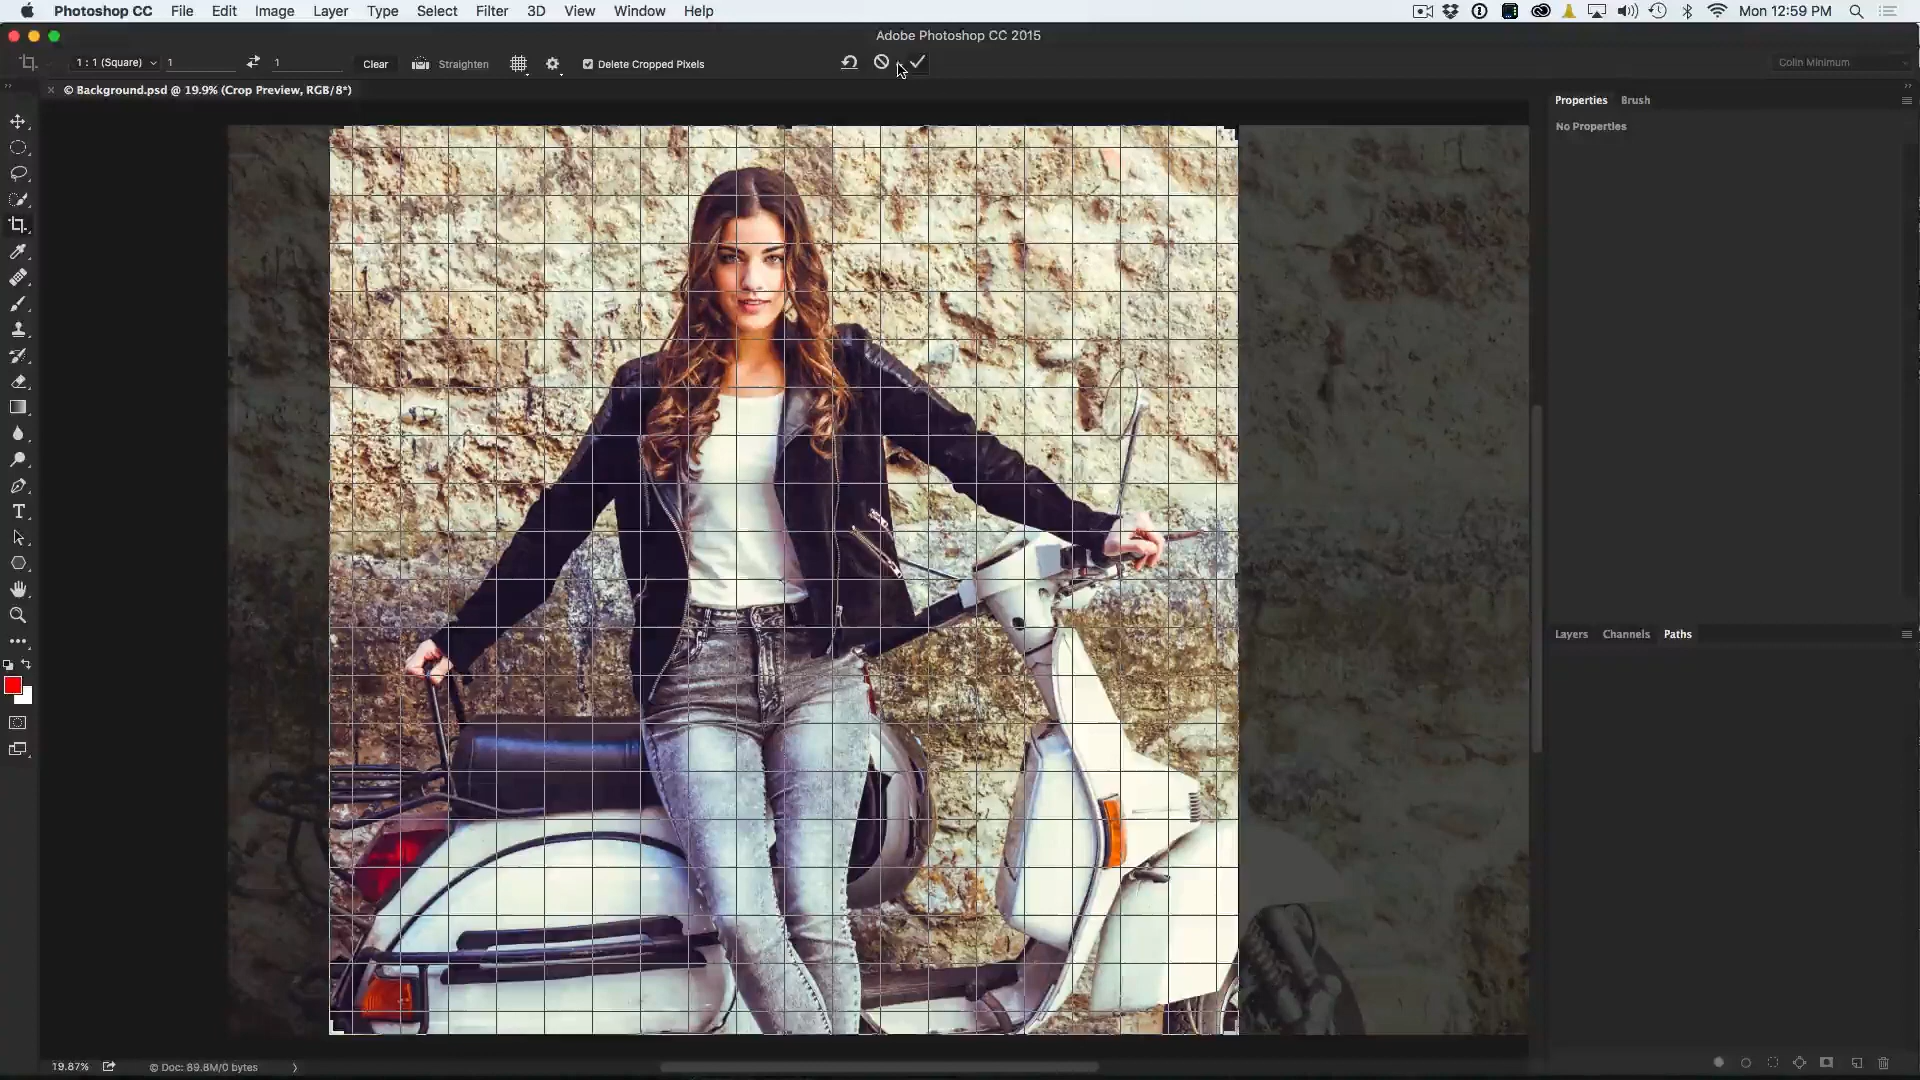 Photoshop CC File Edit Image Layer Type Select Filter 3D View Window Help Mon 12:59 PM
Adobe Photoshop CC 2015
1 : 1 (Square) 1 1 Clear Straighten Delete Cropped Pixels Colin Minimum
© Background.psd @ 19.9% (Crop Preview, RGB/8*)
Properties Brush
No Properties
Layers Channels Paths
19.87% © Doc: 89.8M/0 bytes